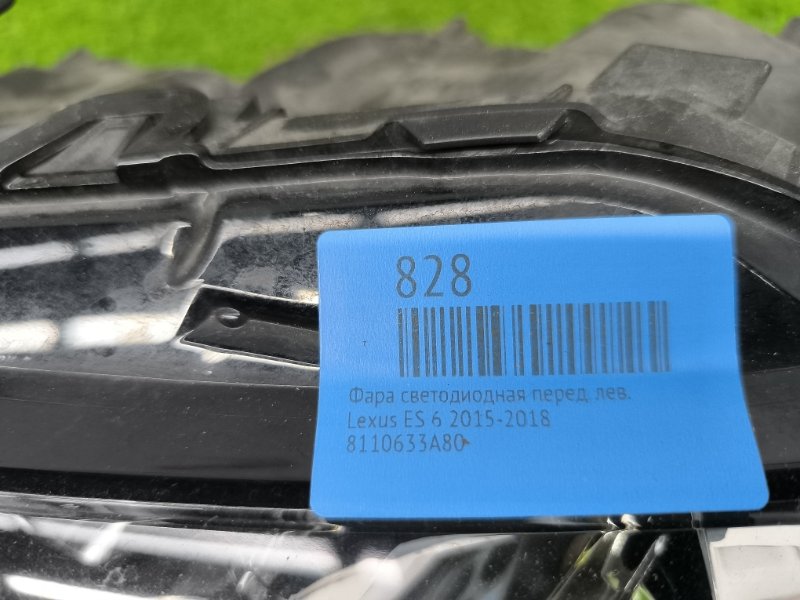 828
Фара светодиодная перед. лев.
Lexus ES 6 2015-2018
8110633A80